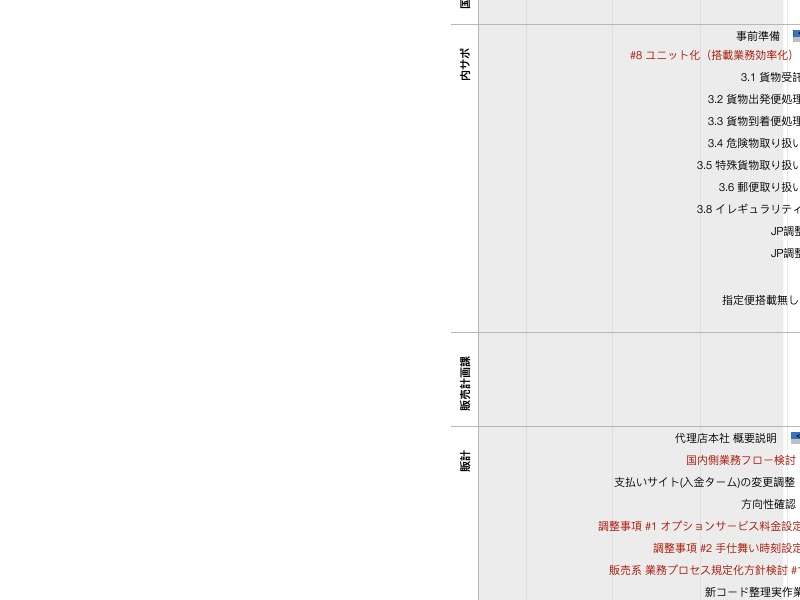 国
内サポ
事前準備
#8 ユニット化（搭載業務効率化）
3.1 貨物受託
3.2 貨物出発便処理
3.3 貨物到着便処理
3.4 危険物取り扱い
3.5 特殊貨物取り扱い
3.6 郵便取り扱い
3.8 イレギュラリティ
JP調整
JP調整
指定便搭載無し
販売計画課
販計
代理店本社 概要説明
国内側業務フロー検討
支払いサイト(入金ターム)の変更調整
方向性確認
調整事項 #1 オプションサービス料金設定
調整事項 #2 手仕舞い時刻設定
販売系 業務プロセス規定化方針検討 #1
新コード整理実作業